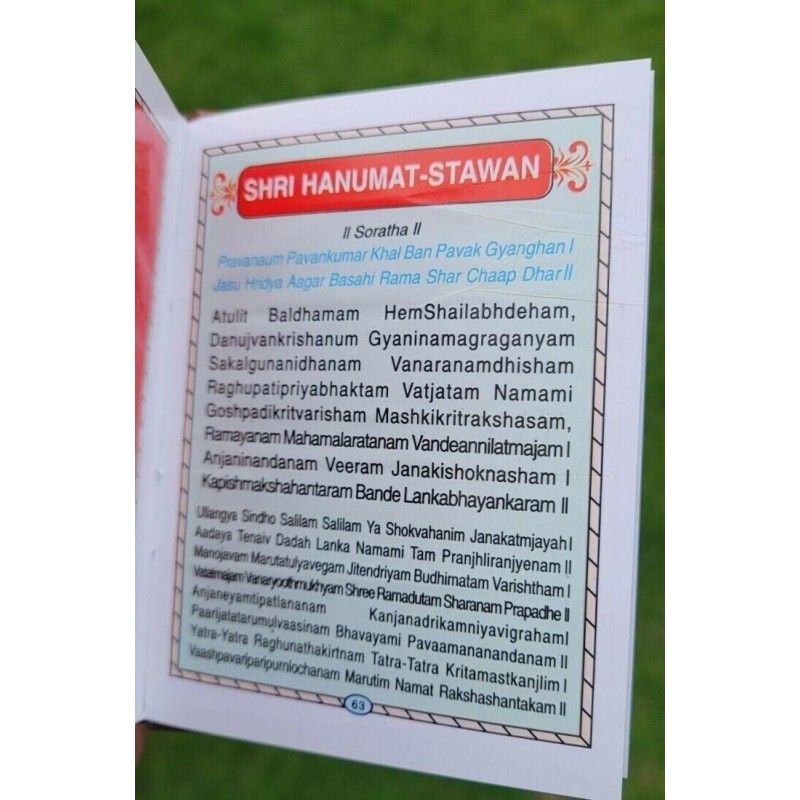 SHRI HANUMAT-STAWAN
II Soratha II
Pravanaum Pavankumar Khal Ban Pavak Gyanghan I
Jasu Hridya Aagar Basahi Rama Shar Chaap Dhar II
Atulit Baldhamam HemShailabhdeham,
Danujvankrishanum Gyaninamagraganyam
Sakalgunanidhanam Vanaranamdhisham
Raghupatipriyabhaktam Vatjatam Namami
Goshpadikritvarisham Mashkikritrakshasam,
Ramayanam Mahamalaratanam Vandeannilatmajam I
Anjaninandanam Veeram Janakishoknasham I
Kapishmakshahantaram Bande Lankabhayankaram II
Ullangya Sindho Salilam Salilam Ya Shokvahanim Janakatmjayah I
Aadaya Tenaiv Dadah Lanka Namami Tam Pranjhliranjyenam II
Manojavam Marutatulyavegam Jitendriyam Budhimatam Varishtham I
Vatatmajam Vanaryoothmukhyam Shree Ramadutam Sharanam Prapadhe II
Anjaneyamtipatlananam Kanjanadrikamniyavigraham I
Paarijatatarumulvaasinam Bhavayami Pavaamananandanam II
Yatra-Yatra Raghunathakirtnam Tatra-Tatra Kritamastkanjlim I
Vaashpavariparipurnlochanam Marutim Namat Rakshashantakam II
63